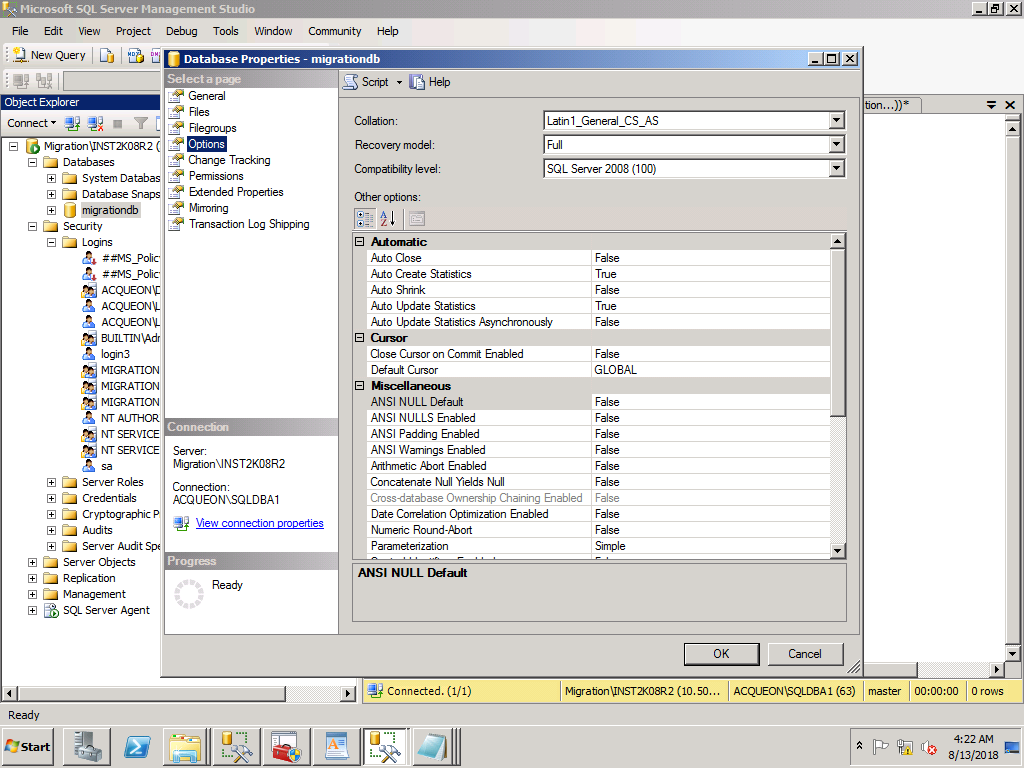 Microsoft SQL Server Management Studio
File Edit View Project Debug Tools Window Community Help
New Query
Object Explorer
Connect
Migration\INST2K08R2 (
Databases
System Databas
Database Snaps
migrationdb
Security
Logins
##MS_Polic
##MS_Polic
ACQUEON\D
ACQUEON\L
ACQUEON\L
BUILTIN\Adr
login3
MIGRATION
MIGRATION
MIGRATION
NT AUTHOR
NT SERVICE
NT SERVICE
sa
Server Roles
Credentials
Cryptographic P
Audits
Server Audit Spe
Server Objects
Replication
Management
SQL Server Agent
Database Properties - migrationdb
Select a page
General
Files
Filegroups
Options
Change Tracking
Permissions
Extended Properties
Mirroring
Transaction Log Shipping
Connection
Server:
Migration\INST2K08R2
Connection:
ACQUEON\SQLDBA1
View connection properties
Progress
Ready
Script Help
Collation: Latin1_General_CS_AS
Recovery model: Full
Compatibility level: SQL Server 2008 (100)
Other options:
Automatic
Auto Close False
Auto Create Statistics True
Auto Shrink False
Auto Update Statistics True
Auto Update Statistics Asynchronously False
Cursor
Close Cursor on Commit Enabled False
Default Cursor GLOBAL
Miscellaneous
ANSI NULL Default False
ANSI NULLS Enabled False
ANSI Padding Enabled False
ANSI Warnings Enabled False
Arithmetic Abort Enabled False
Concatenate Null Yields Null False
Cross-database Ownership Chaining Enabled False
Date Correlation Optimization Enabled False
Numeric Round-Abort False
Parameterization Simple
ANSI NULL Default
OK Cancel
tion...))*
Connected. (1/1) Migration\INST2K08R2 (10.50... ACQUEON\SQLDBA1 (63) master 00:00:00 0 rows
Ready
Start
4:22 AM
8/13/2018